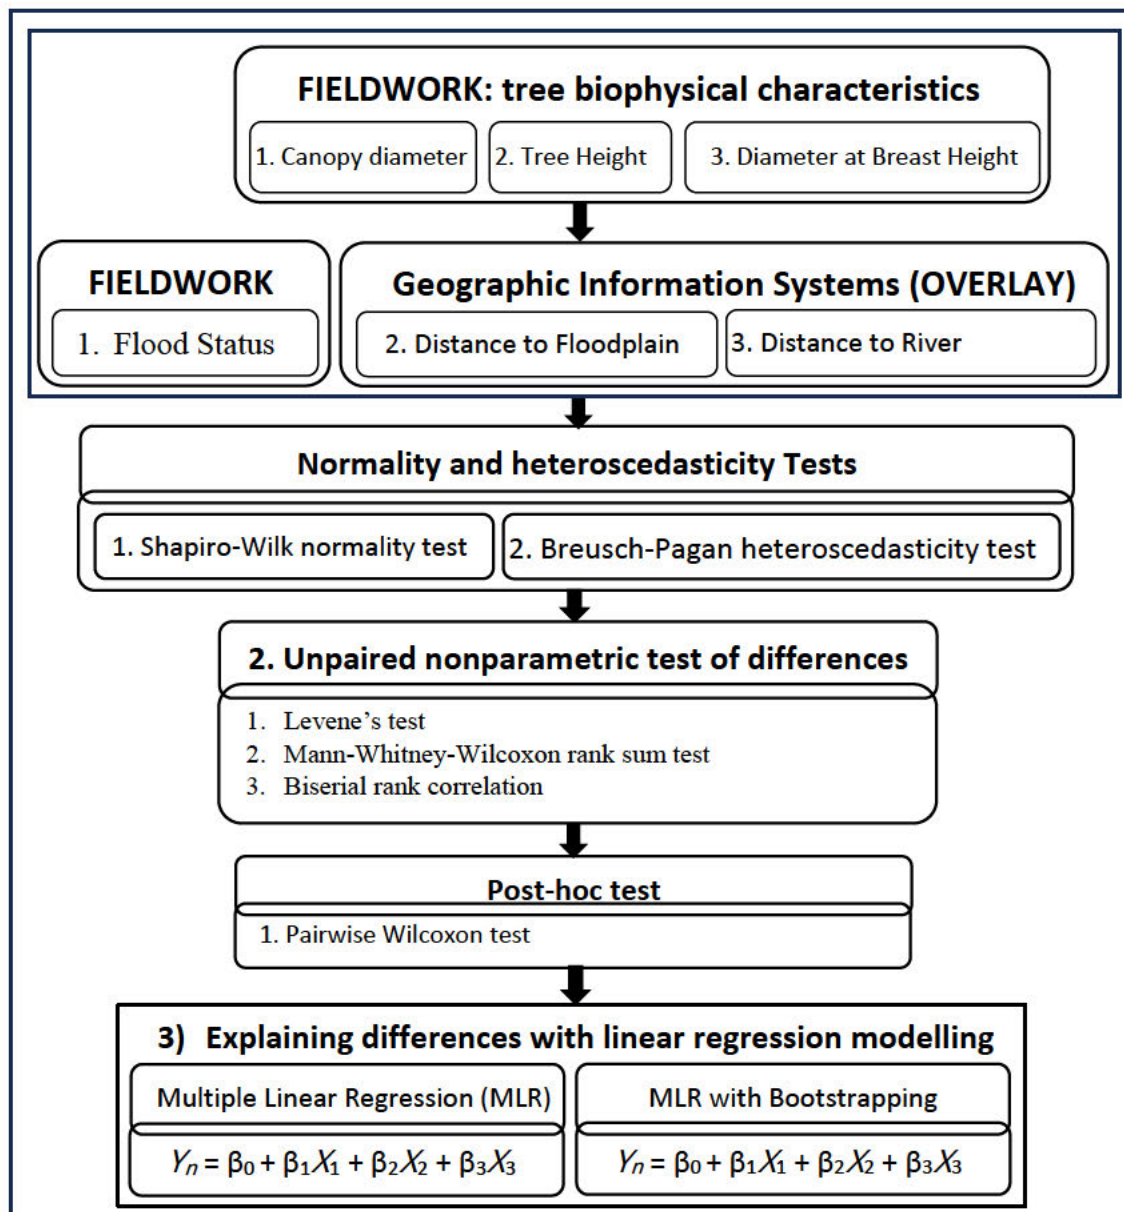 FIELDWORK: tree biophysical characteristics
1. Canopy diameter
2. Tree Height
3. Diameter at Breast Height
FIELDWORK
1. Flood Status
Geographic Information Systems (OVERLAY)
2. Distance to Floodplain
3. Distance to River
Normality and heteroscedasticity Tests
1. Shapiro-Wilk normality test
2. Breusch-Pagan heteroscedasticity test
2. Unpaired nonparametric test of differences
1. Levene’s test
2. Mann-Whitney-Wilcoxon rank sum test
3. Biserial rank correlation
Post-hoc test
1. Pairwise Wilcoxon test
3) Explaining differences with linear regression modelling
Multiple Linear Regression (MLR)
Yₙ = β₀ + β₁X₁ + β₂X₂ + β₃X₃
MLR with Bootstrapping
Yₙ = β₀ + β₁X₁ + β₂X₂ + β₃X₃